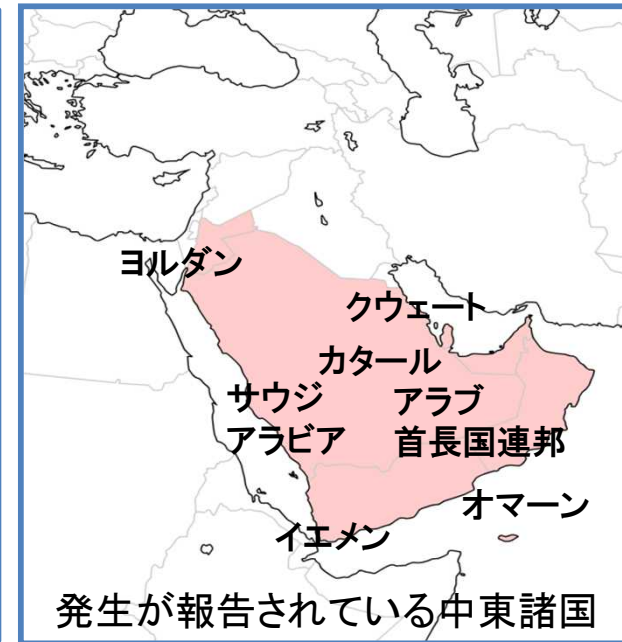 ヨルダン
クウェート
カタール
サウジ
アラビア
アラブ
首長国連邦
オマーン
イエメン
発生が報告されている中東諸国